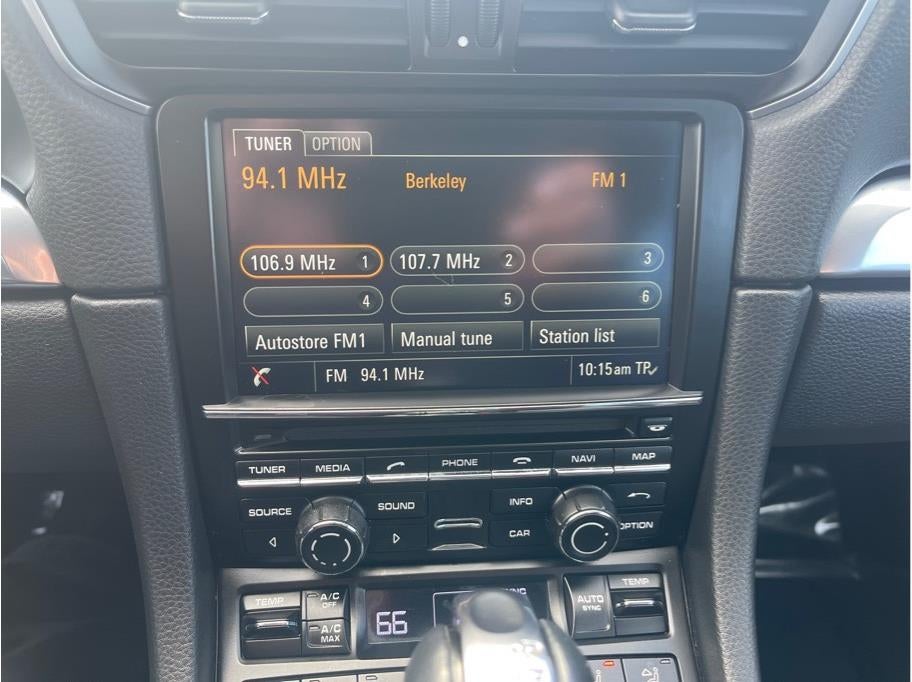 TUNER OPTION
94.1 MHz Berkeley FM 1
106.9 MHz 1 107.7 MHz 2 3
4 5 6
Autostore FM1 Manual tune Station list
FM 94.1 MHz 10:15am TP
TUNER MEDIA PHONE NAVI MAP
SOURCE SOUND INFO
CAR OPTION
TEMP A/C OFF AUTO SYNC TEMP
A/C MAX 66